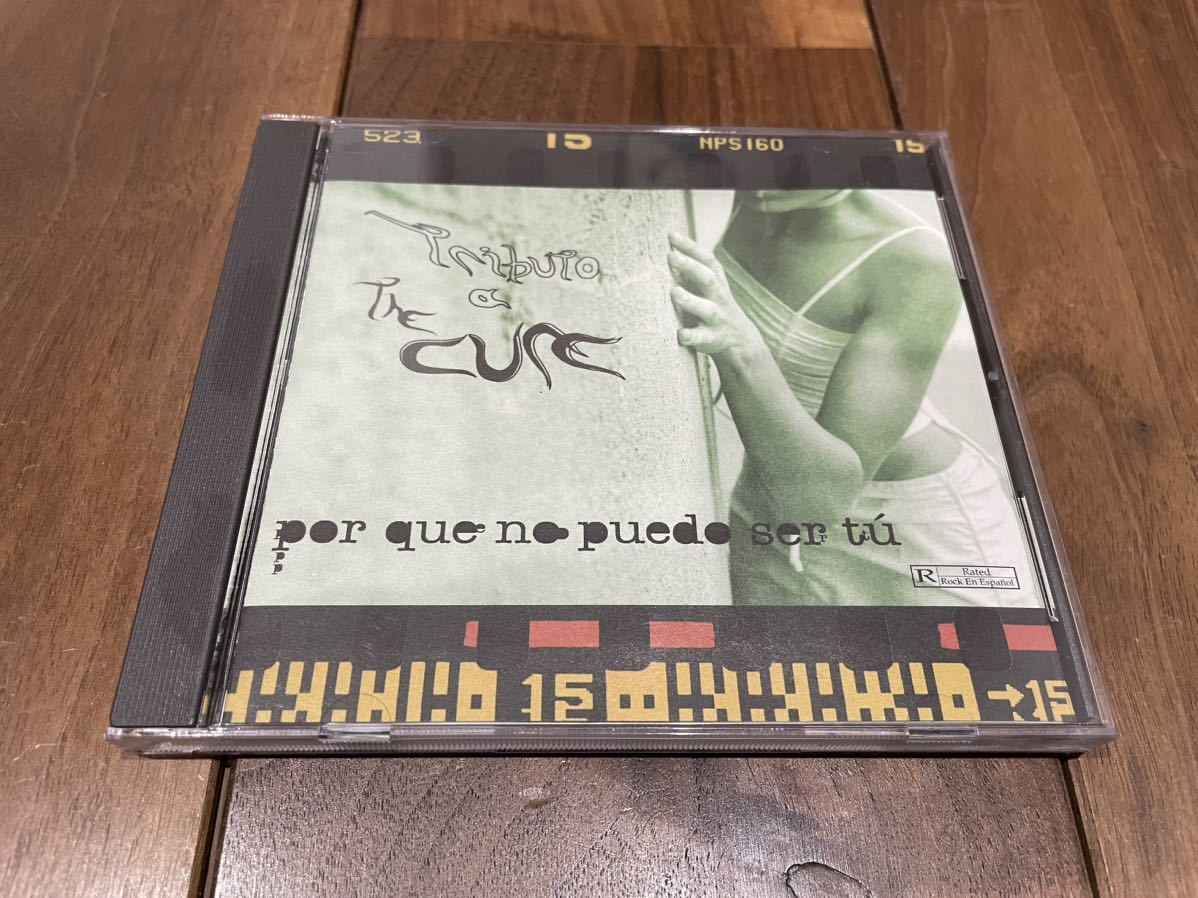 523 15 NPS160 15
Tributo
a
The
CURE
por que no puedo ser tú
R Rated
Rock En Español
15 →15